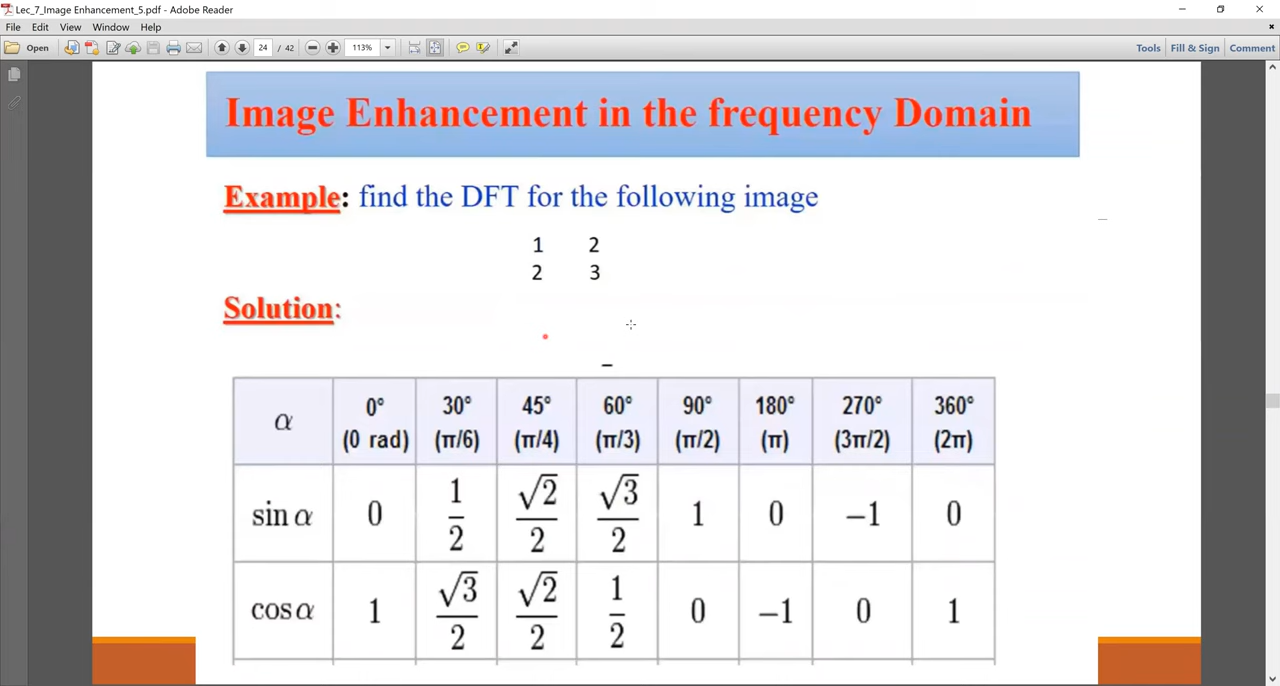 Lec_7_Image Enhancement_5.pdf - Adobe Reader
File Edit View Window Help
Open 24 / 42 113% Tools Fill & Sign Comment
Image Enhancement in the frequency Domain
Example: find the DFT for the following image
1 2
2 3
Solution:
α 0° 30° 45° 60° 90° 180° 270° 360°
(0 rad) (π/6) (π/4) (π/3) (π/2) (π) (3π/2) (2π)
sin α 0 1/2 √2/2 √3/2 1 0 −1 0
cos α 1 √3/2 √2/2 1/2 0 −1 0 1